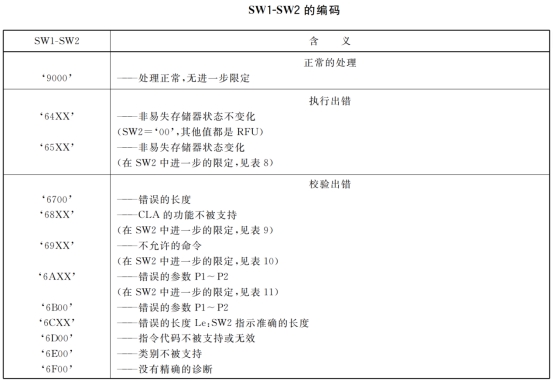 SW1-SW2 的编码
SW1-SW2 含 义
正常的处理
‘9000’ ——处理正常,无进一步限定
执行出错
‘64XX’ ——非易失存储器状态不变化
(SW2=‘00’,其他值都是 RFU)
‘65XX’ ——非易失存储器状态变化
(在 SW2 中进一步的限定,见表 8)
校验出错
‘6700’ ——错误的长度
‘68XX’ ——CLA 的功能不被支持
(在 SW2 中进一步的限定,见表 9)
‘69XX’ ——不允许的命令
(在 SW2 中进一步的限定,见表 10)
‘6AXX’ ——错误的参数 P1~P2
(在 SW2 中进一步的限定,见表 11)
‘6B00’ ——错误的参数 P1~P2
‘6CXX’ ——错误的长度 Le:SW2 指示准确的长度
‘6D00’ ——指令代码不被支持或无效
‘6E00’ ——类别不被支持
‘6F00’ ——没有精确的诊断